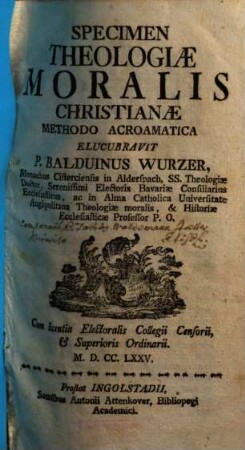 SPECIMEN
THEOLOGIÆ
MORALIS
CHRISTIANÆ
METHODO ACROAMATICA
ELUCUBRAVIT
P. BALDUINUS WURZER,
Monachus Cisterciensis in Alderspach, SS. Theologiæ
Doctor, Serenissimi Electoris Bavariæ Consiliarius
Ecclesiasticus, ac in Alma Catholica Universitate
Anglipolitana Theologiæ moralis, & Historiæ
Ecclesiasticæ Professor P. O.
Cum licentia Electoralis Collegii Censorii,
& Superioris Ordinarii.
M. D. CC. LXXV.
Prostat INGOLSTADII,
Sumtibus Antonii Attenkover, Bibliopegi
Academici.